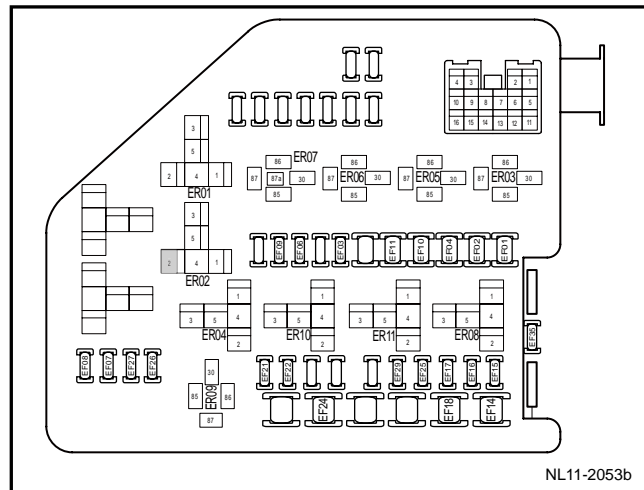 4 3 2 1
10 9 8 7 6 5
16 15 14 13 12 11
3
5
2 4 1
ER01
86 ER07
87 87a 30
85
86
87 ER06 30
85
86
87 ER05 30
85
86
87 ER03 30
85
3
5
2 4 1
ER02
EF09 EF06 EF03 EF11 EF10 EF04 EF02 EF01
1
3 5 4
ER04 2
1
3 5 4
ER10 2
1
3 5 4
ER11 2
1
3 5 4
ER08 2
EF35
EF08 EF07 EF27 EF26
30
85 ER09 86
87
EF21 EF22 EF29 EF25 EF17 EF16 EF15
EF24 EF18 EF14
NL11-2053b